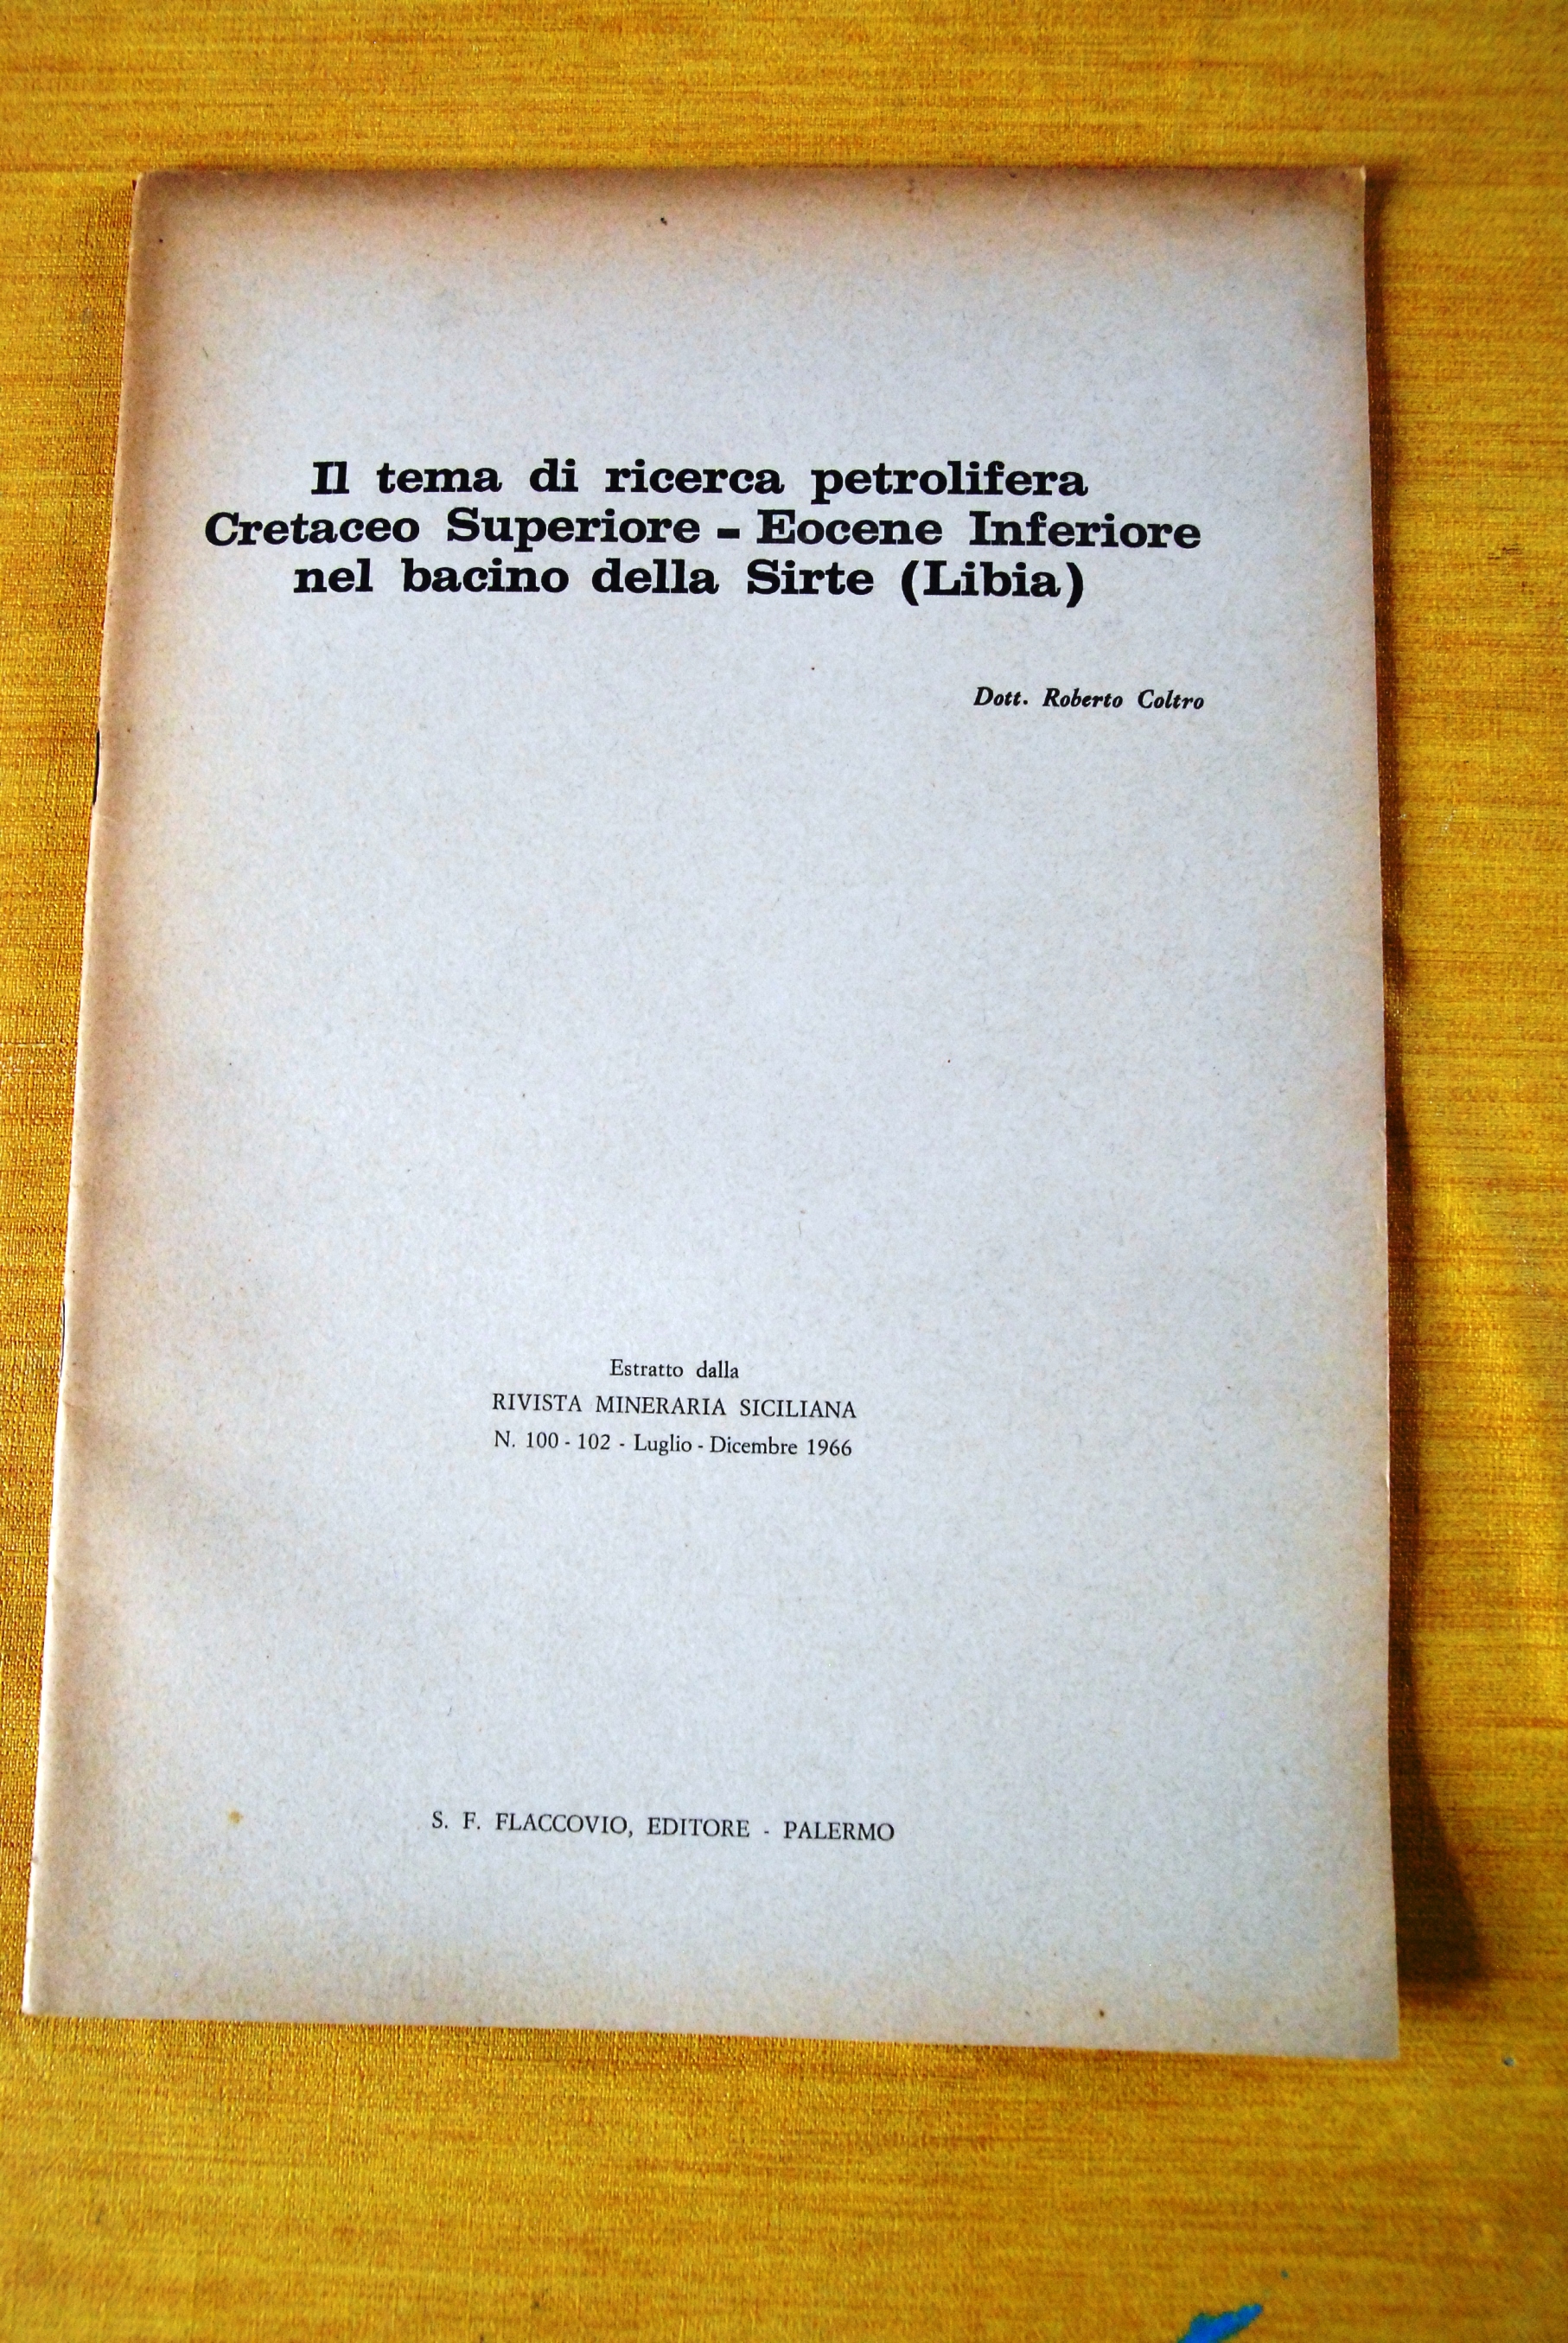 Il tema di ricerca petrolifera
Cretaceo Superiore - Eocene Inferiore
nel bacino della Sirte (Libia)
Dott. Roberto Coltro
Estratto dalla
RIVISTA MINERARIA SICILIANA
N. 100 - 102 - Luglio - Dicembre 1966
S. F. FLACCOVIO, EDITORE - PALERMO